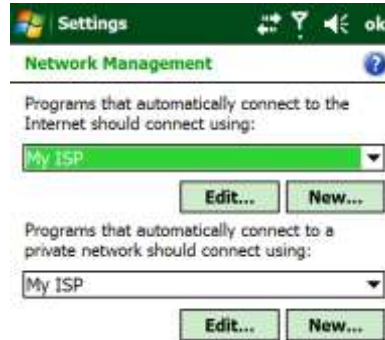 Settings
ok
Network Management
Programs that automatically connect to the
Internet should connect using:
My ISP
Edit... New...
Programs that automatically connect to a
private network should connect using:
My ISP
Edit... New...